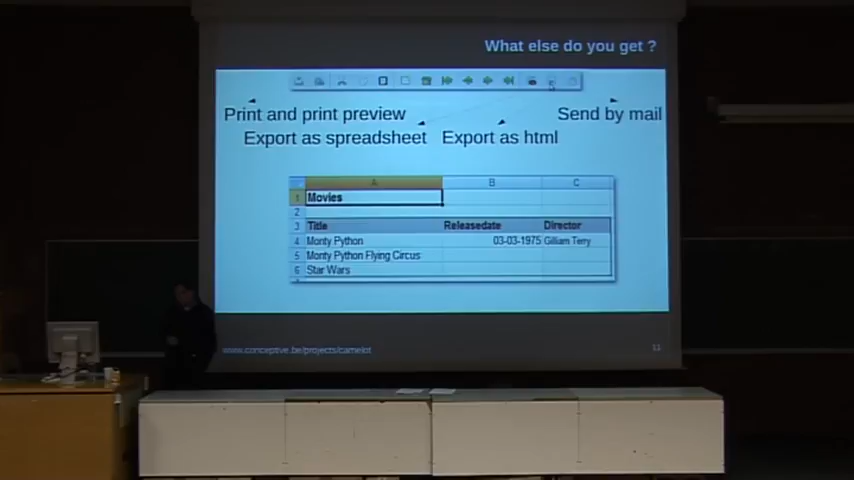 What else do you get ?
Print and print preview
Send by mail
Export as spreadsheet
Export as html
A B C
1 Movies
2
3 Title Releasedate Director
4 Monty Python 03-03-1975 Gilliam Terry
5 Monty Python Flying Circus
6 Star Wars
www.conceptive.be/projects/camelot
11